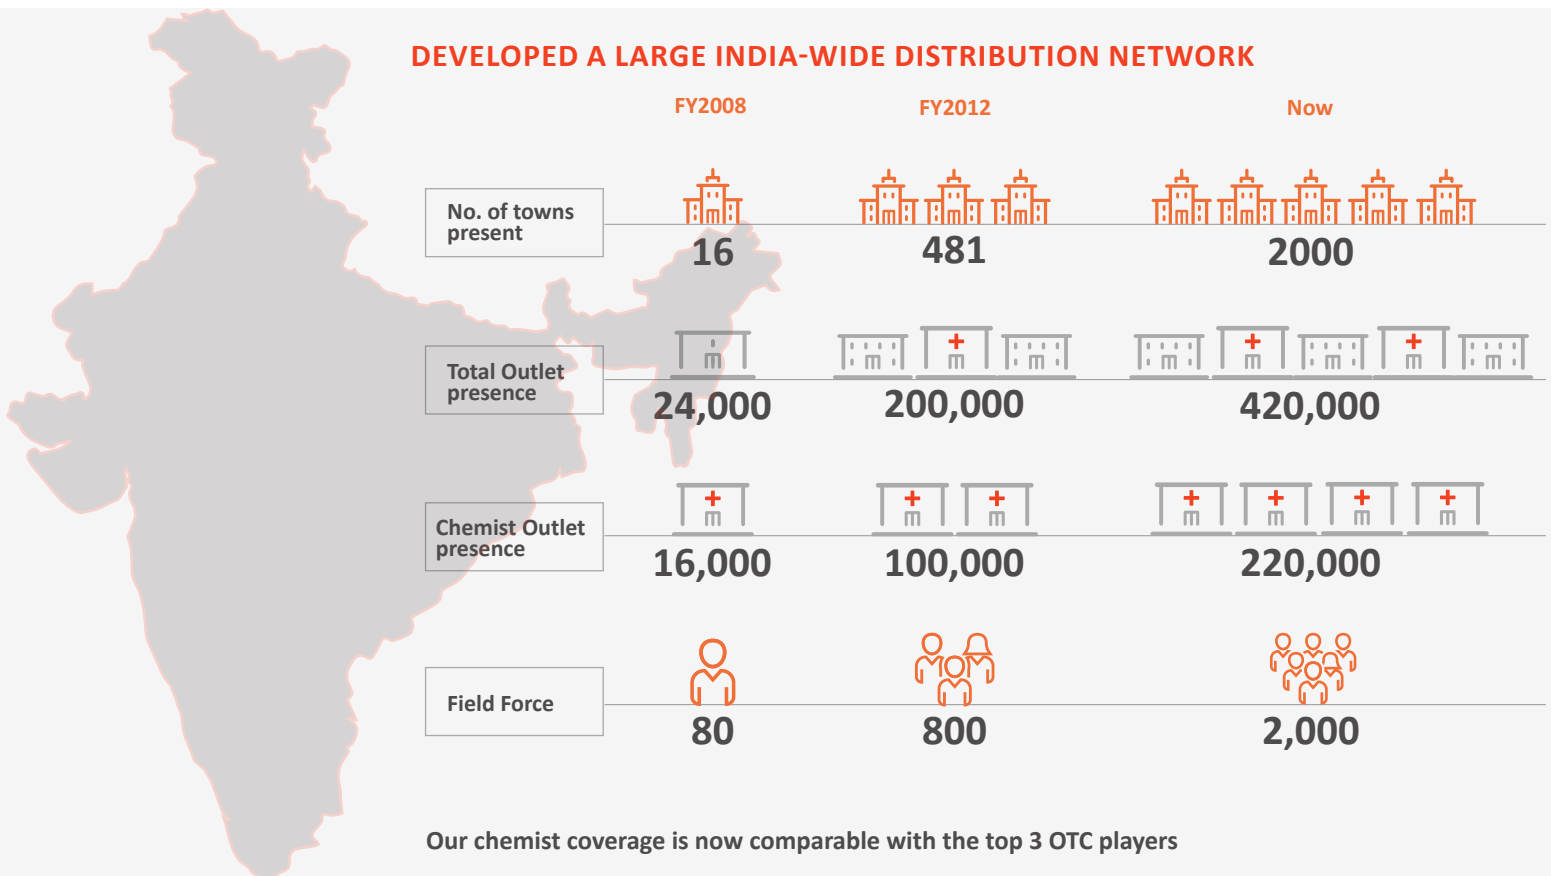 DEVELOPED A LARGE INDIA-WIDE DISTRIBUTION NETWORK
FY2008 FY2012 Now
No. of towns
present
16 481 2000
Total Outlet
presence
24,000 200,000 420,000
Chemist Outlet
presence
16,000 100,000 220,000
Field Force
80 800 2,000
Our chemist coverage is now comparable with the top 3 OTC players